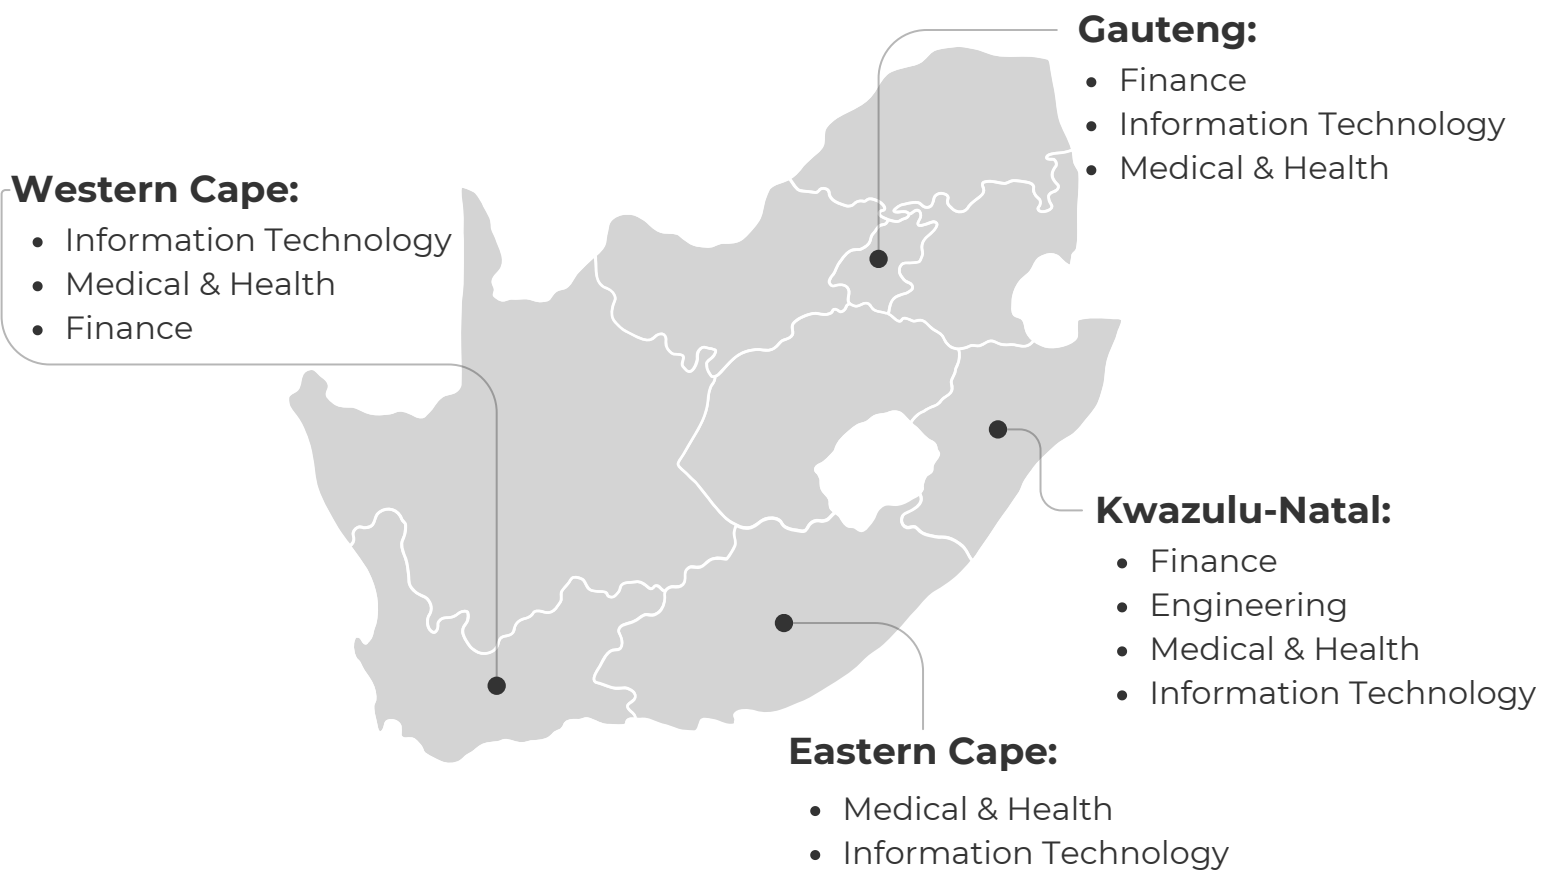 Gauteng:
• Finance
• Information Technology
• Medical & Health
Western Cape:
• Information Technology
• Medical & Health
• Finance
Kwazulu-Natal:
• Finance
• Engineering
• Medical & Health
• Information Technology
Eastern Cape:
• Medical & Health
• Information Technology